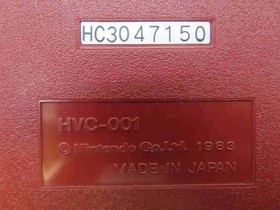 HC3047150
HVC-001
© Nintendo Co.Ltd. 1983
MADE IN JAPAN